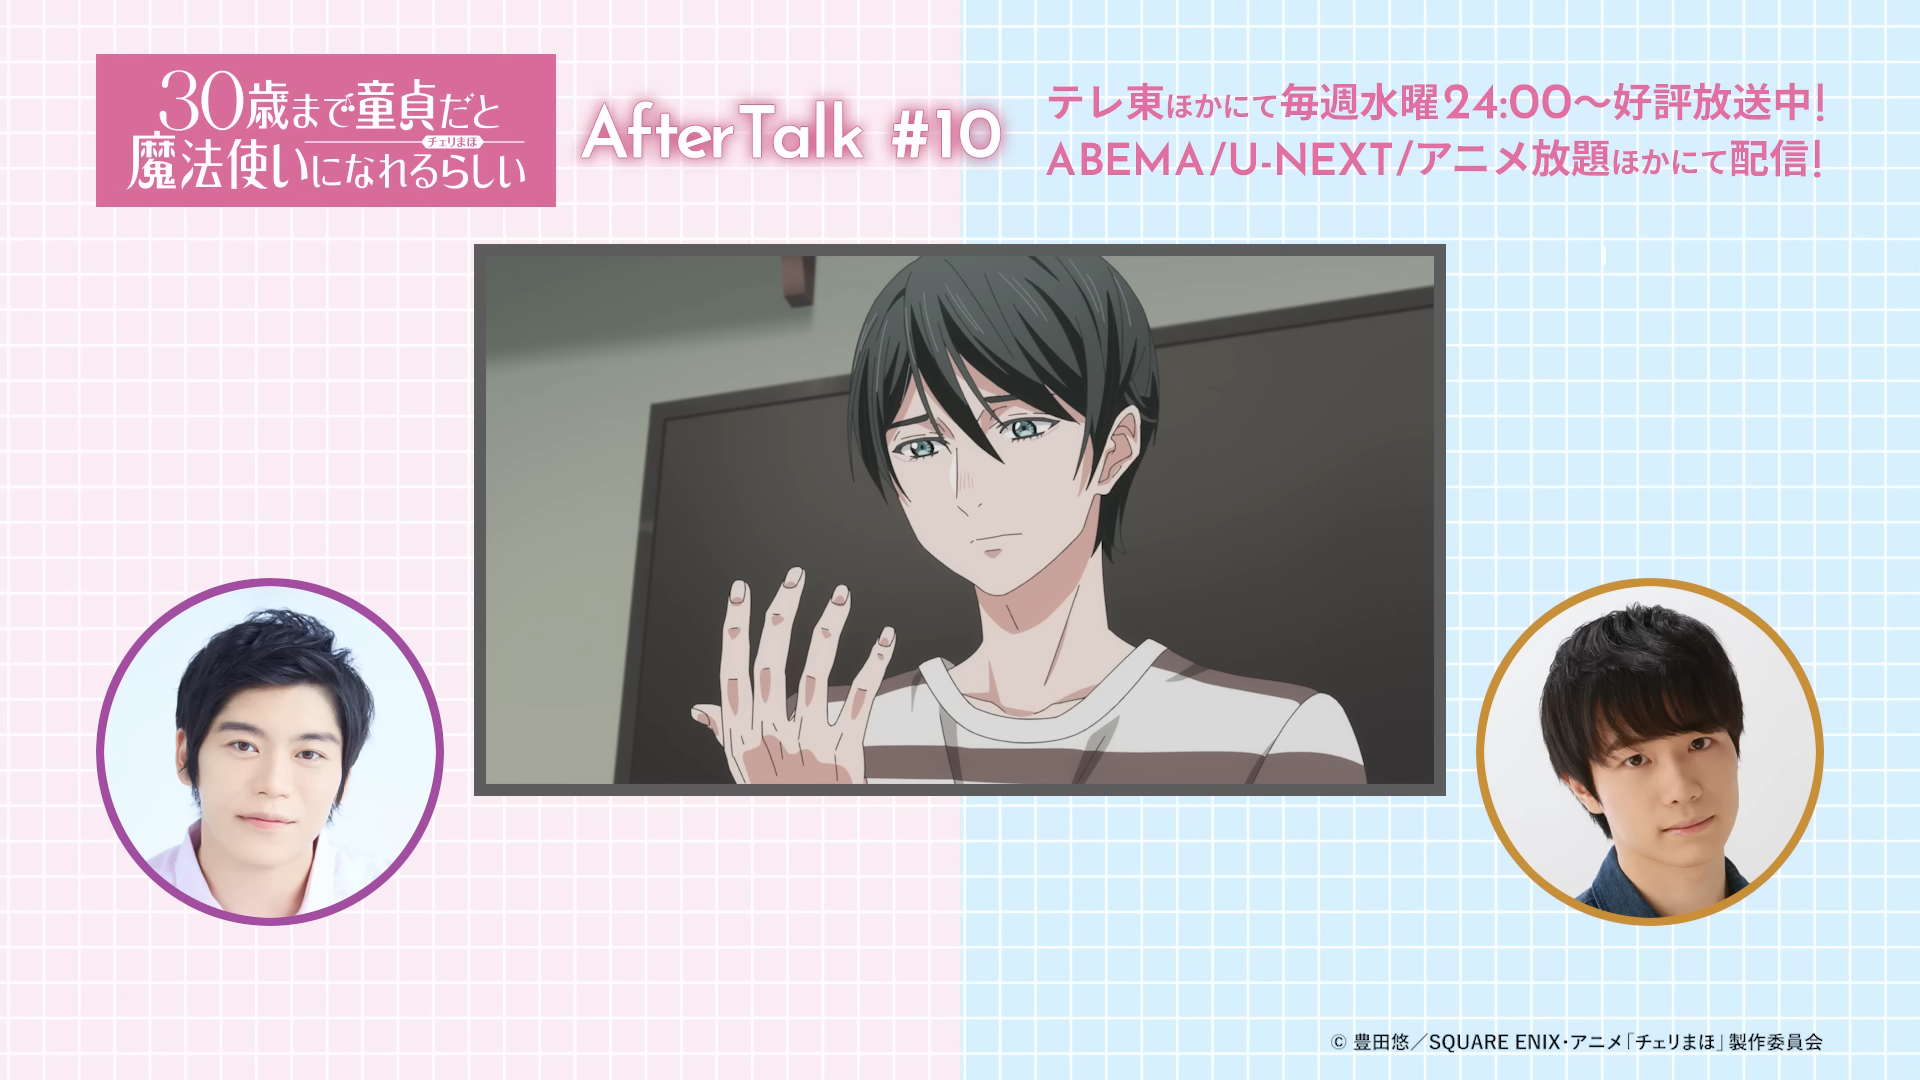 30歳まで童貞だと
魔法使いになれるらしい
チェリまほ
AfterTalk #10
テレ東ほかにて毎週水曜24:00～好評放送中!
ABEMA/U-NEXT/アニメ放題ほかにて配信!
© 豊田悠／SQUARE ENIX・アニメ「チェリまほ」製作委員会